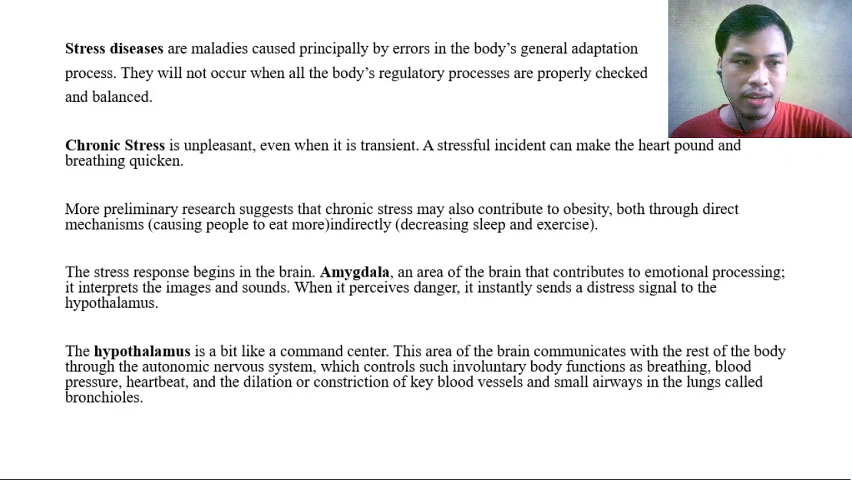 Stress diseases are maladies caused principally by errors in the body's general adaptation
process. They will not occur when all the body's regulatory processes are properly checked
and balanced.
Chronic Stress is unpleasant, even when it is transient. A stressful incident can make the heart pound and
breathing quicken.
More preliminary research suggests that chronic stress may also contribute to obesity, both through direct
mechanisms (causing people to eat more)indirectly (decreasing sleep and exercise).
The stress response begins in the brain. Amygdala, an area of the brain that contributes to emotional processing;
it interprets the images and sounds. When it perceives danger, it instantly sends a distress signal to the
hypothalamus.
The hypothalamus is a bit like a command center. This area of the brain communicates with the rest of the body
through the autonomic nervous system, which controls such involuntary body functions as breathing, blood
pressure, heartbeat, and the dilation or constriction of key blood vessels and small airways in the lungs called
bronchioles.